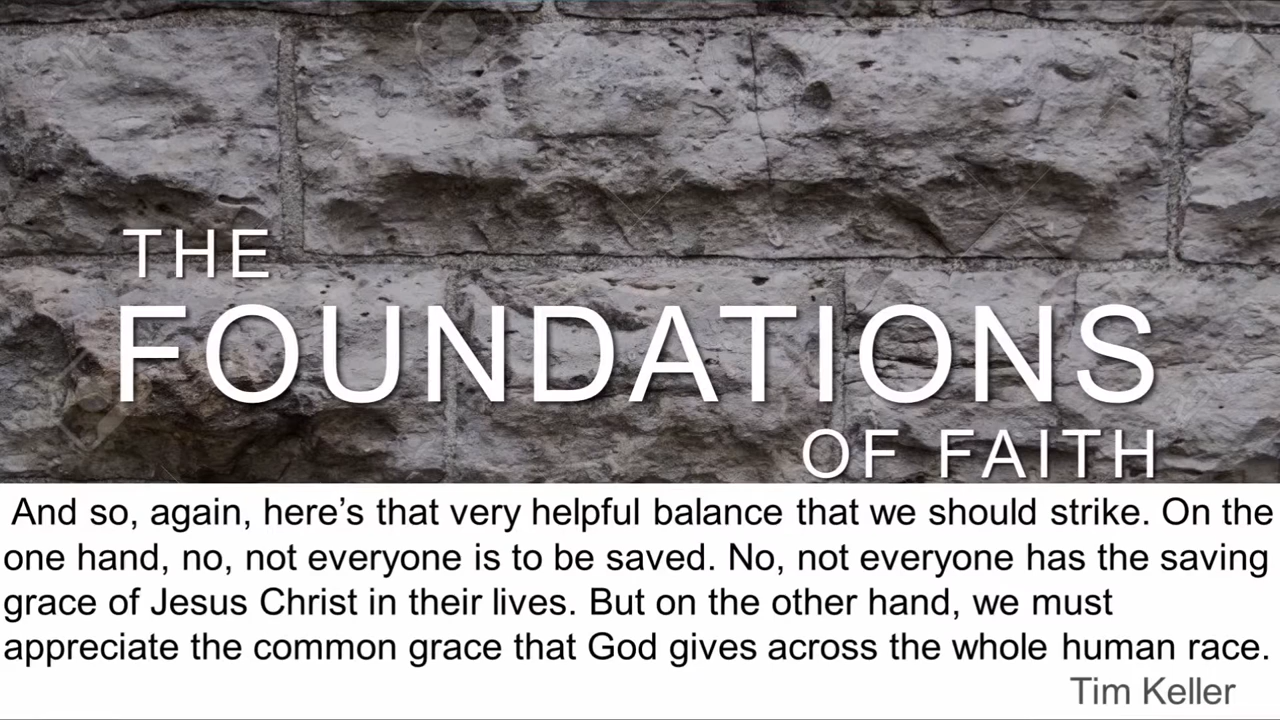 THE
FOUNDATIONS
OF FAITH
And so, again, here’s that very helpful balance that we should strike. On the
one hand, no, not everyone is to be saved. No, not everyone has the saving
grace of Jesus Christ in their lives. But on the other hand, we must
appreciate the common grace that God gives across the whole human race.
Tim Keller